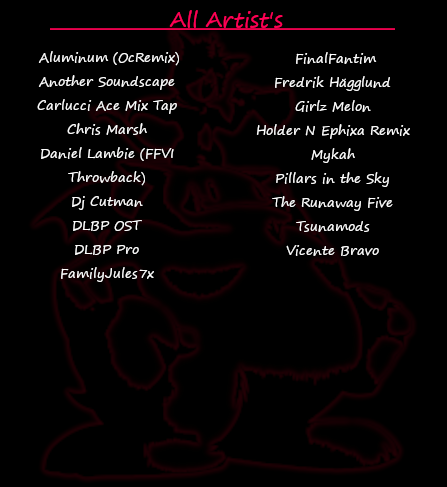 All Artist's
Aluminum (OcRemix)
Another Soundscape
Carlucci Ace Mix Tap
Chris Marsh
Daniel Lambie (FFVI
Throwback)
Dj Cutman
DLBP OST
DLBP Pro
FamilyJules7x
FinalFantim
Fredrik Hägglund
Girlz Melon
Holder N Ephixa Remix
Mykah
Pillars in the Sky
The Runaway Five
Tsunamods
Vicente Bravo